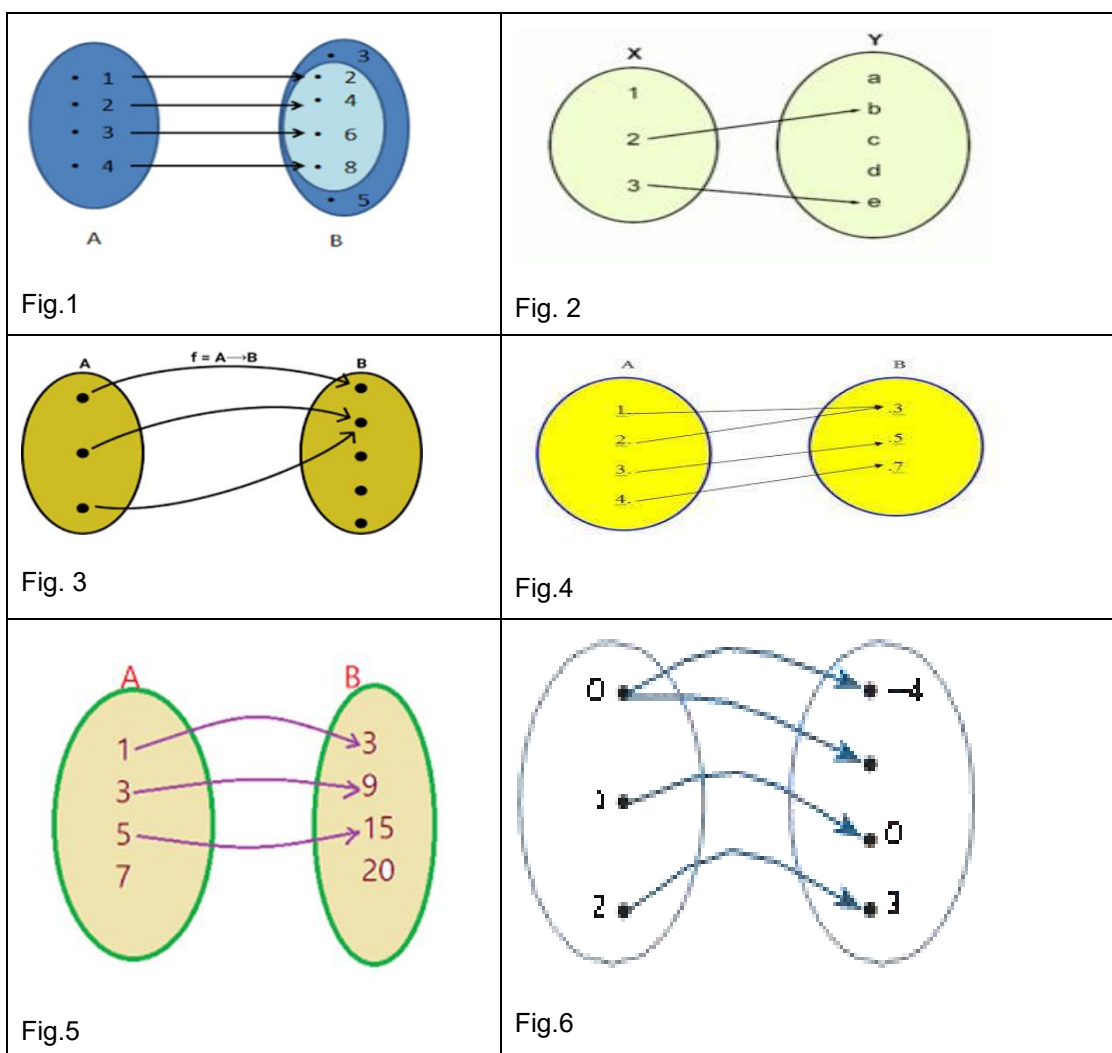 3
1 2
2 4
3 6
4 8
5
A B
Fig.1
X Y
1 a
2 b
c
3 d
e
Fig. 2
A f = A→B B
Fig. 3
A B
1. .3
2. .5
3. .7
4.
Fig.4
A B
1 3
3 9
5 15
7 20
Fig.5
0 −4
1 0
2 3
Fig.6